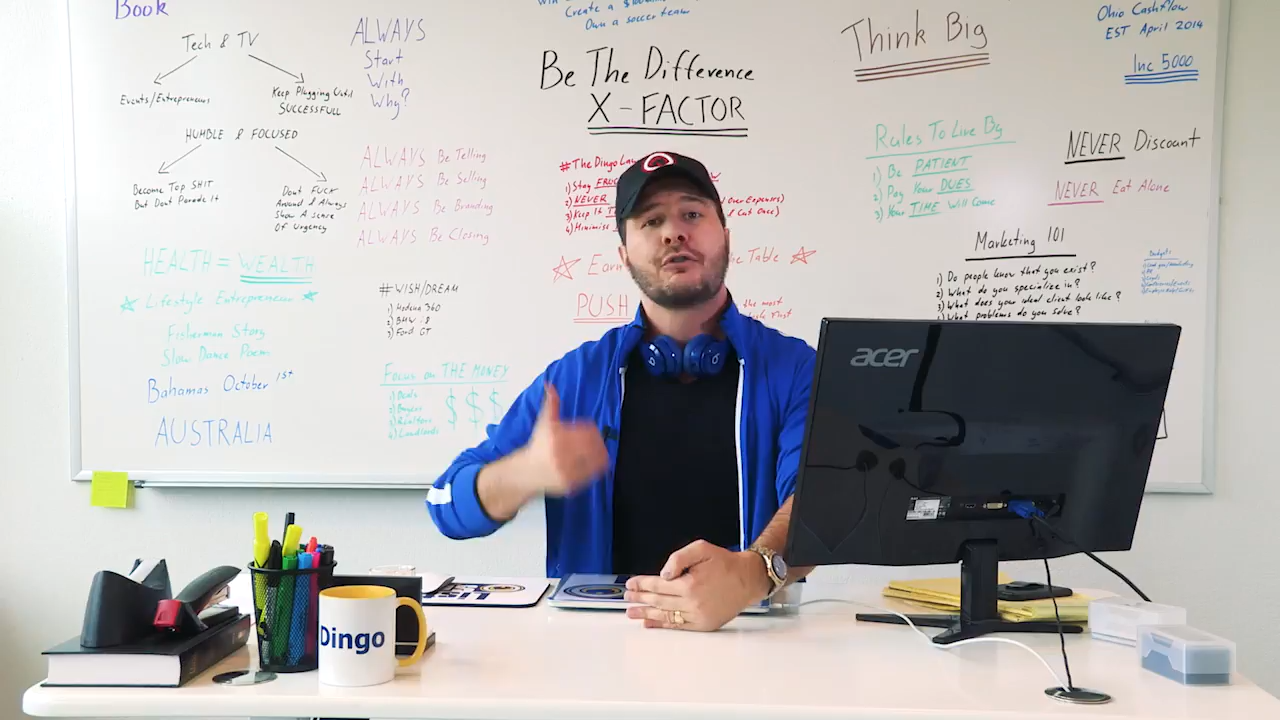 Book
Tech & TV
Events/Entrepreneurs
Keep Plugging Until
SUCCESSFULL
HUMBLE & FOCUSED
Become Top SHIT
But Dont Parade It
Dont FUCK
Around & Always
Show A Sense
Of Urgency
HEALTH = WEALTH
Lifestyle Entrepreneur
Fisherman Story
Slow Dance Poem
Bahamas October 1st
AUSTRALIA
ALWAYS
Start
With
Why?
ALWAYS Be Telling
ALWAYS Be Selling
ALWAYS Be Branding
ALWAYS Be Closing
#WISH/DREAM
1)
2) BMW i8
3) Ford GT
Focus on THE MONEY
1) Deals
2) Buyers
3) Realtors
4) Landlords
$ $ $
Create a
Own a soccer team
Be The Difference
X-FACTOR
#The Dingo Law
1) Stay
2) NEVER Over Expenses)
3) Keep It & Cut Once)
4) Minimise
Earn The Table
PUSH the most
Think Big
Rules To Live By
1) Be PATIENT
2) Pay Your DUES
3) Your TIME Will Come
Ohio Cashflow
EST April 2014
Inc 5000
NEVER Discount
NEVER Eat Alone
Marketing 101
1) Do people know that you exist?
2) What do you specialize in?
3) What does your ideal client look like?
4) What problems do you solve?
Budgets
acer
Dingo